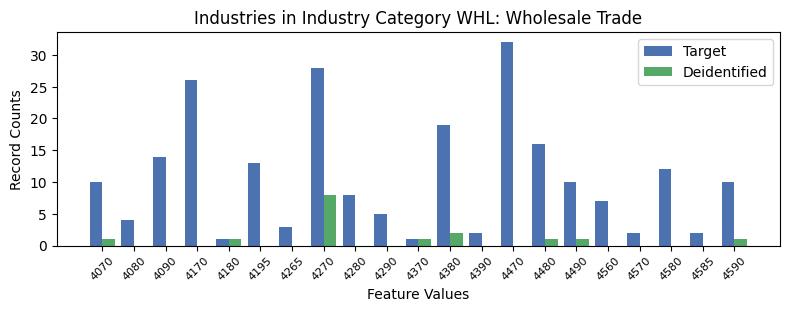 Industries in Industry Category WHL: Wholesale Trade
Target
Deidentified
Record Counts
30
25
20
15
10
5
0
4070 4080 4090 4170 4180 4195 4265 4270 4280 4290 4370 4380 4390 4470 4480 4490 4560 4570 4580 4585 4590
Feature Values